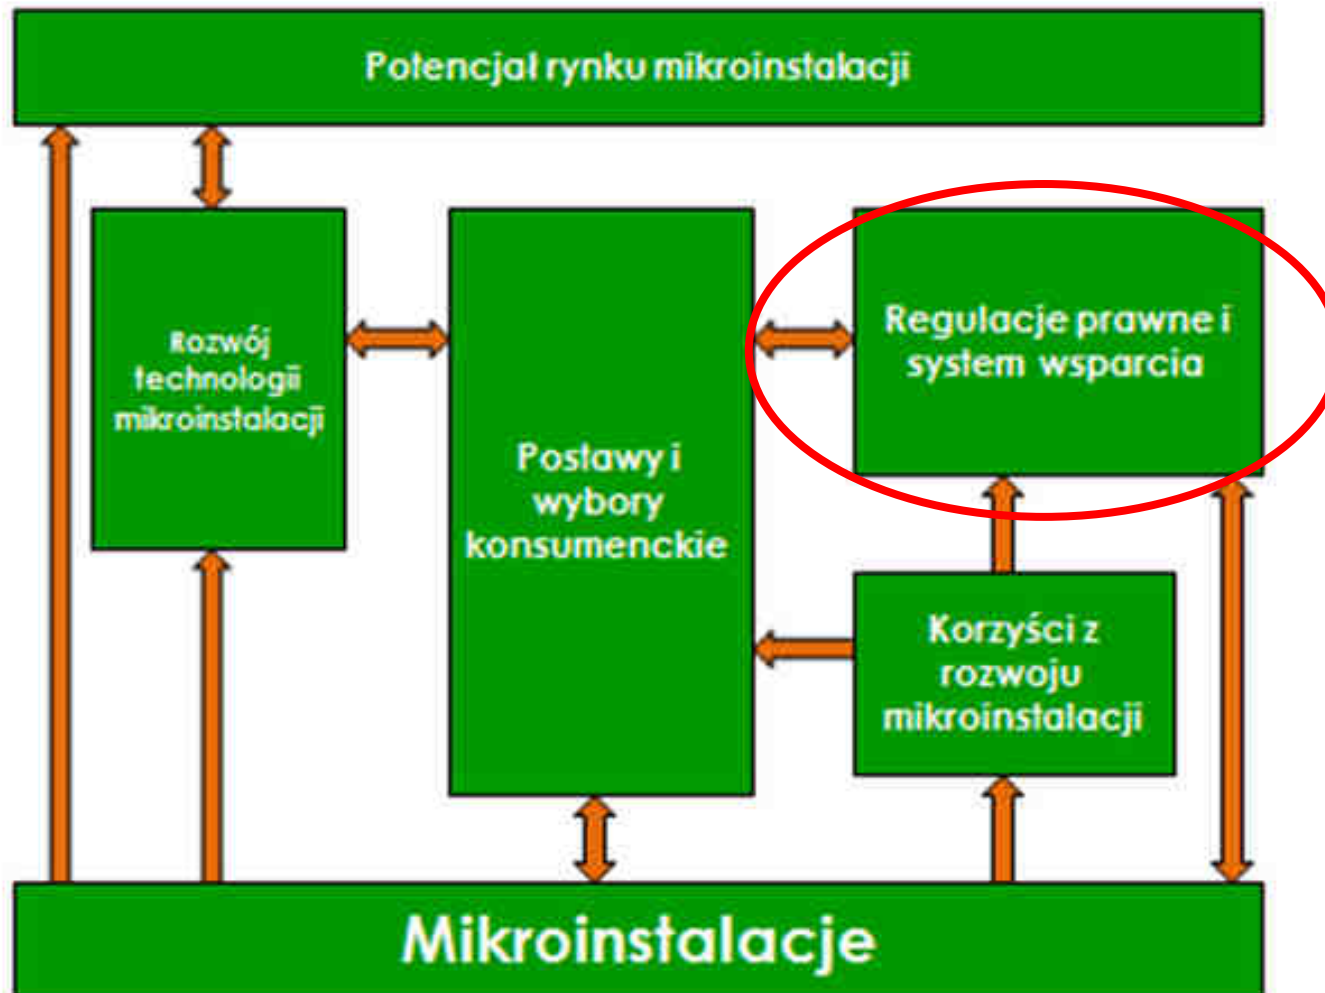 Potencjał rynku mikroinstalacji
Rozwój
technologii
mikroinstalacji
Postawy i
wybory
konsumenckie
Regulacje prawne i
system wsparcia
Korzyści z
rozwoju
mikroinstalacji
Mikroinstalacje